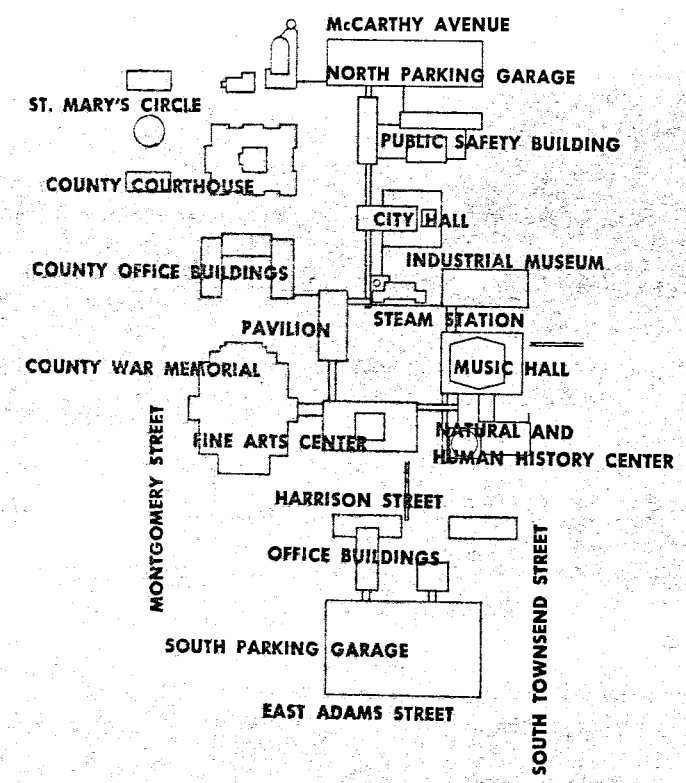 McCARTHY AVENUE
NORTH PARKING GARAGE
ST. MARY'S CIRCLE
PUBLIC SAFETY BUILDING
COUNTY COURTHOUSE
CITY HALL
INDUSTRIAL MUSEUM
COUNTY OFFICE BUILDINGS
STEAM STATION
PAVILION
COUNTY WAR MEMORIAL
MUSIC HALL
MONTGOMERY STREET
FINE ARTS CENTER
NATURAL AND
HUMAN HISTORY CENTER
HARRISON STREET
OFFICE BUILDINGS
SOUTH TOWNSEND STREET
SOUTH PARKING GARAGE
EAST ADAMS STREET